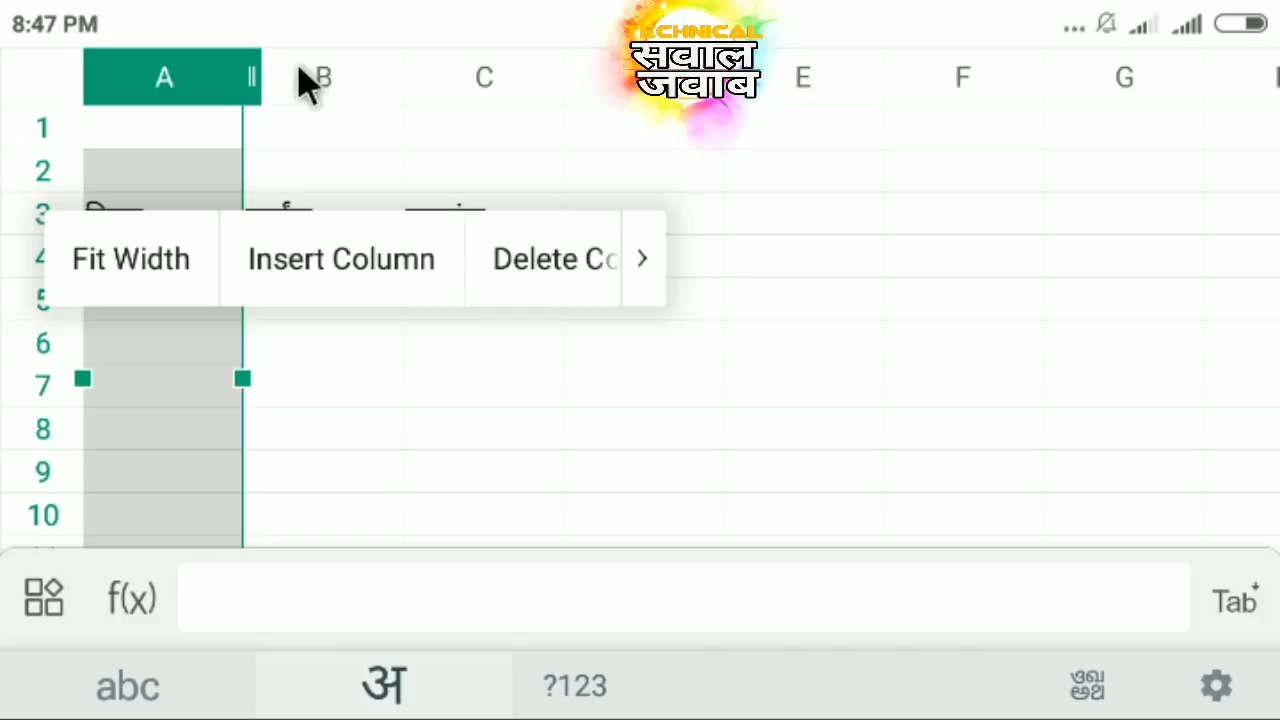 8:47 PM
TECHNICAL
सवाल
जवाब
A B C E F G
1
2
3
4
5
Fit Width Insert Column Delete Co
6
7
8
9
10
f(x)
Tab
abc अ ?123